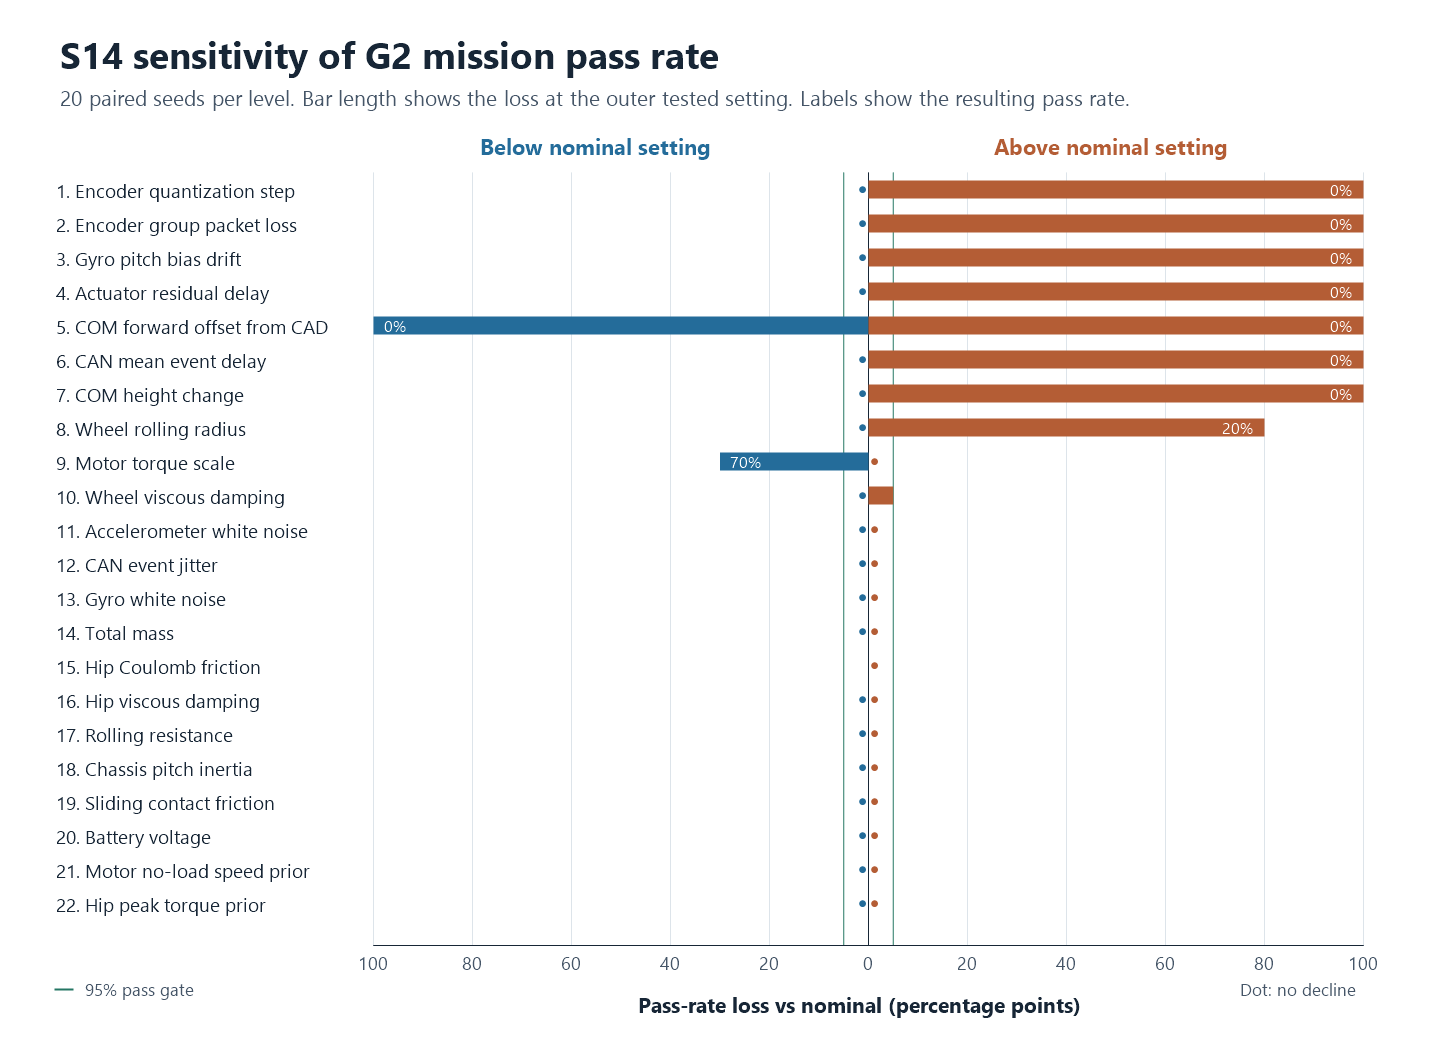 S14 sensitivity of G2 mission pass rate
20 paired seeds per level. Bar length shows the loss at the outer tested setting. Labels show the resulting pass rate.
Below nominal setting
Above nominal setting
1. Encoder quantization step
0%
2. Encoder group packet loss
0%
3. Gyro pitch bias drift
0%
4. Actuator residual delay
0%
5. COM forward offset from CAD
0%
0%
6. CAN mean event delay
0%
7. COM height change
0%
8. Wheel rolling radius
20%
9. Motor torque scale
70%
10. Wheel viscous damping
11. Accelerometer white noise
12. CAN event jitter
13. Gyro white noise
14. Total mass
15. Hip Coulomb friction
16. Hip viscous damping
17. Rolling resistance
18. Chassis pitch inertia
19. Sliding contact friction
20. Battery voltage
21. Motor no-load speed prior
22. Hip peak torque prior
100 80 60 40 20 0 20 40 60 80 100
95% pass gate
Dot: no decline
Pass-rate loss vs nominal (percentage points)